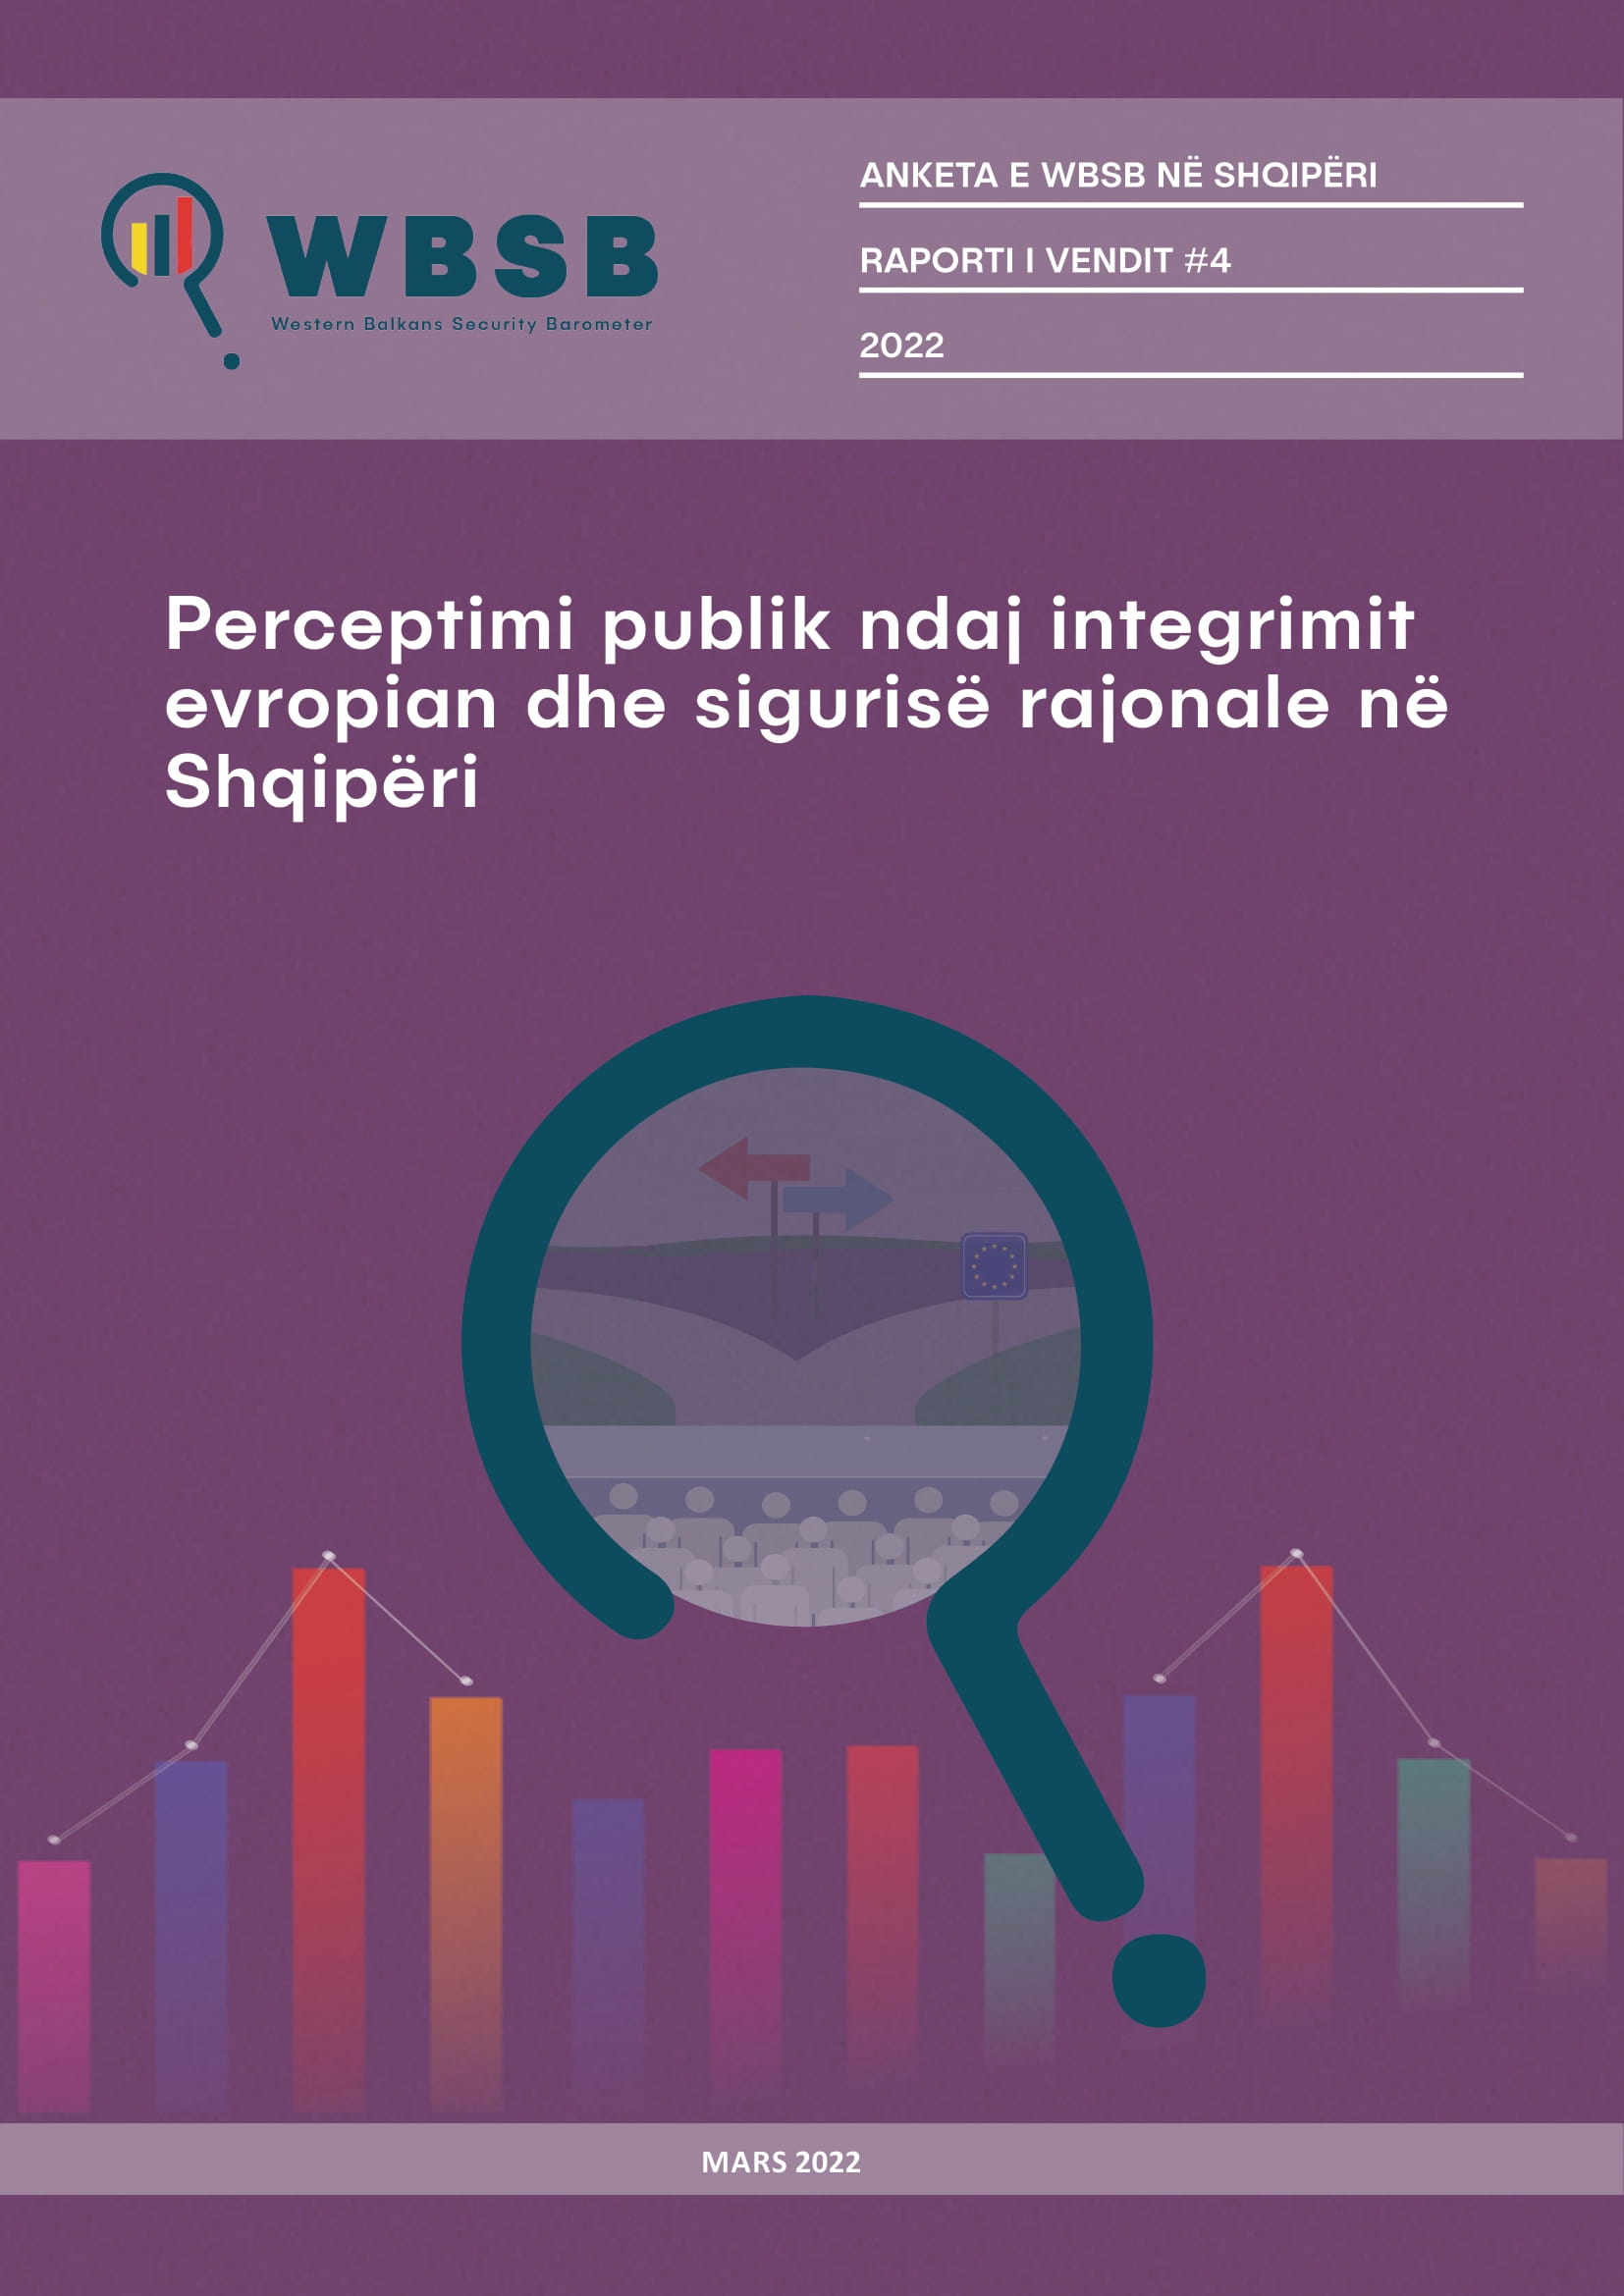 WBSB
Western Balkans Security Barometer
ANKETA E WBSB NË SHQIPËRI
RAPORTI I VENDIT #4
2022
Perceptimi publik ndaj integrimit
evropian dhe sigurisë rajonale në
Shqipëri
MARS 2022